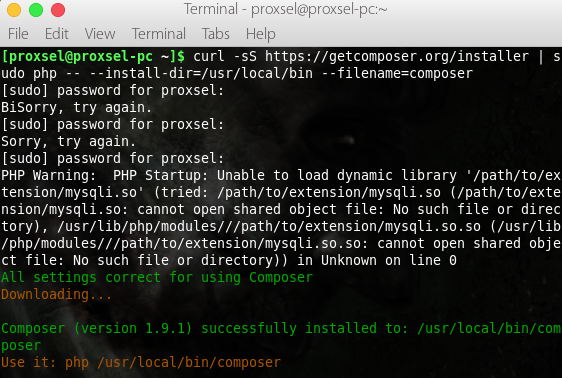 Terminal - proxsel@proxsel-pc:~
File Edit View Terminal Tabs Help
[proxsel@proxsel-pc ~]$ curl -sS https://getcomposer.org/installer | s
udo php -- --install-dir=/usr/local/bin --filename=composer
[sudo] password for proxsel:
BiSorry, try again.
[sudo] password for proxsel:
Sorry, try again.
[sudo] password for proxsel:
PHP Warning:  PHP Startup: Unable to load dynamic library '/path/to/ex
tension/mysqli.so' (tried: /path/to/extension/mysqli.so (/path/to/exte
nsion/mysqli.so: cannot open shared object file: No such file or direc
tory), /usr/lib/php/modules///path/to/extension/mysqli.so.so (/usr/lib
/php/modules///path/to/extension/mysqli.so.so: cannot open shared obje
ct file: No such file or directory)) in Unknown on line 0
All settings correct for using Composer
Downloading...
Composer (version 1.9.1) successfully installed to: /usr/local/bin/com
poser
Use it: php /usr/local/bin/composer